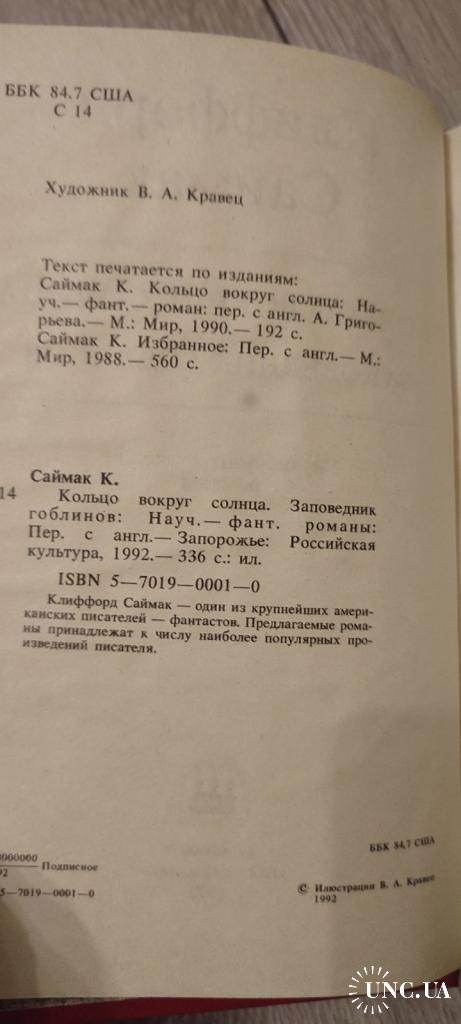 ББК 84.7 США
С 14
Художник В. А. Кравец
Текст печатается по изданиям:
Саймак К. Кольцо вокруг солнца: На-
уч.— фант.— роман: пер. с англ. А. Григо-
рьева.— М.: Мир, 1990.— 192 с.
Саймак К. Избранное: Пер. с англ.— М.:
Мир, 1988.— 560 с.
Саймак К.
14
Кольцо вокруг солнца. Заповедник
гоблинов: Науч.— фант. романы:
Пер. с англ.— Запорожье: Российская
культура, 1992.— 336 с.: ил.
ISBN 5—7019—0001—0
Клиффорд Саймак — один из крупнейших амери-
канских писателей — фантастов. Предлагаемые рома-
ны принадлежат к числу наиболее популярных про-
изведений писателя.
ББК 84,7 США
0000000
92
— Подписное
5—7019—0001—0
© Илюстрации В. А. Кравец
1992
UNC.UA